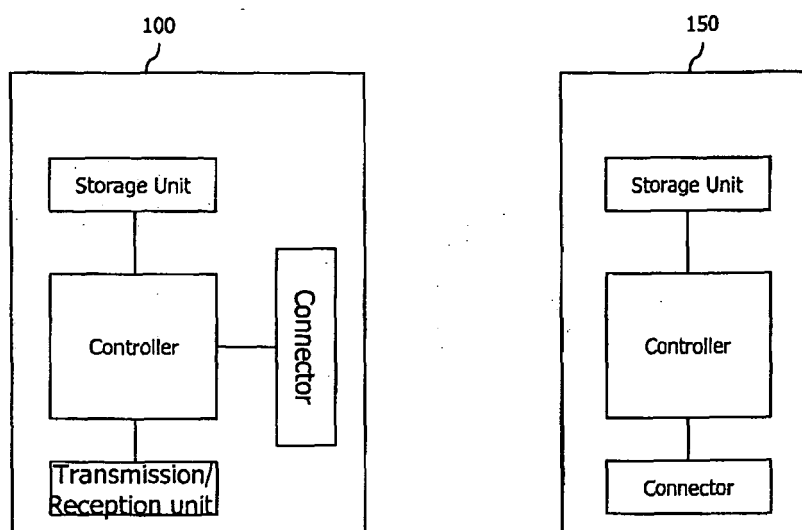 100
150
Storage Unit
Controller
Connector
Transmission/
Reception unit
Storage Unit
Controller
Connector